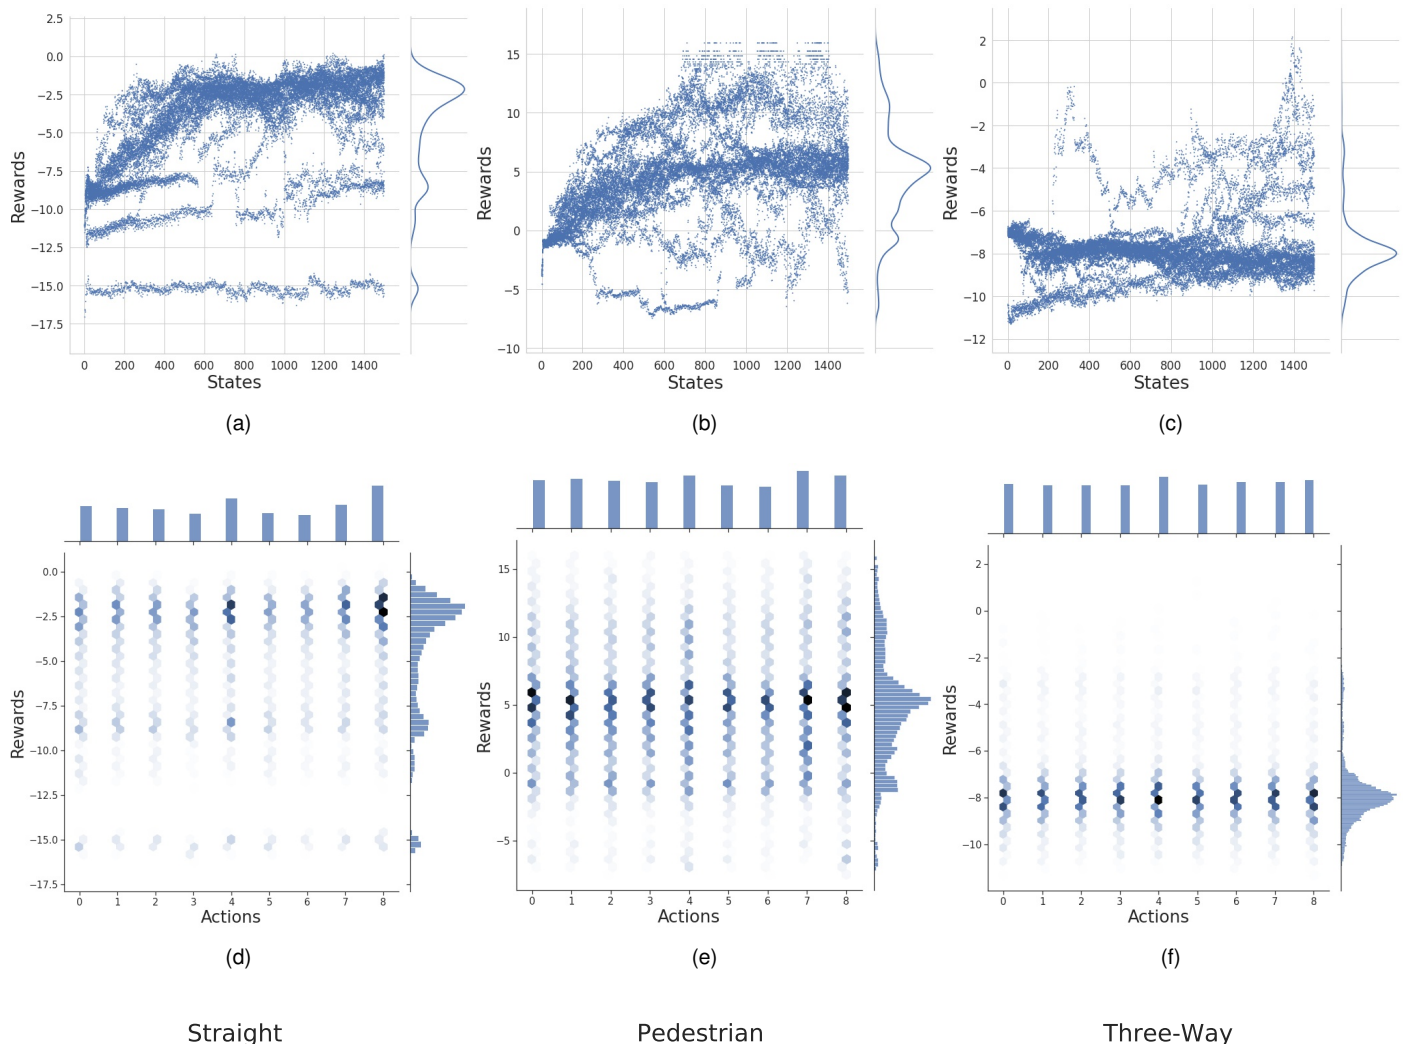 2.5
0.0
−2.5
−5.0
−7.5
−10.0
−12.5
−15.0
−17.5
Rewards
0 200 400 600 800 1000 1200 1400
States
(a)
15
10
5
0
−5
−10
Rewards
0 200 400 600 800 1000 1200 1400
States
(b)
2
0
−2
−4
−6
−8
−10
−12
Rewards
0 200 400 600 800 1000 1200 1400
States
(c)
0.0
−2.5
−5.0
−7.5
−10.0
−12.5
−15.0
−17.5
Rewards
0 1 2 3 4 5 6 7 8
Actions
(d)
15
10
5
0
−5
Rewards
0 1 2 3 4 5 6 7 8
Actions
(e)
2
0
−2
−4
−6
−8
−10
Rewards
0 1 2 3 4 5 6 7 8
Actions
(f)
Straight Pedestrian Three-Way